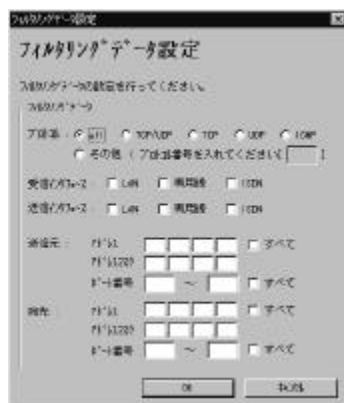 ﾌｨﾙﾀﾘﾝｸﾞﾃﾞｰﾀ設定
ﾌｨﾙﾀﾘﾝｸﾞﾃﾞｰﾀ設定
ﾌｨﾙﾀﾘﾝｸﾞﾃﾞｰﾀの設定を行ってください。
ﾌｨﾙﾀﾘﾝｸﾞﾃﾞｰﾀ
ﾌﾟﾛﾄｺﾙ： all TCP/UDP TCP UDP ICMP
その他 ( ﾌﾟﾛﾄｺﾙ番号を入れてください[ ] )
受信ｲﾝﾀﾌｪｰｽ： LAN 専用線 ISDN
送信ｲﾝﾀﾌｪｰｽ： LAN 専用線 ISDN
送信元： ｱﾄﾞﾚｽ すべて
ｱﾄﾞﾚｽﾏｽｸ
ﾎﾟｰﾄ番号 ～ すべて
宛先： ｱﾄﾞﾚｽ すべて
ｱﾄﾞﾚｽﾏｽｸ
ﾎﾟｰﾄ番号 ～ すべて
OK ｷｬﾝｾﾙ